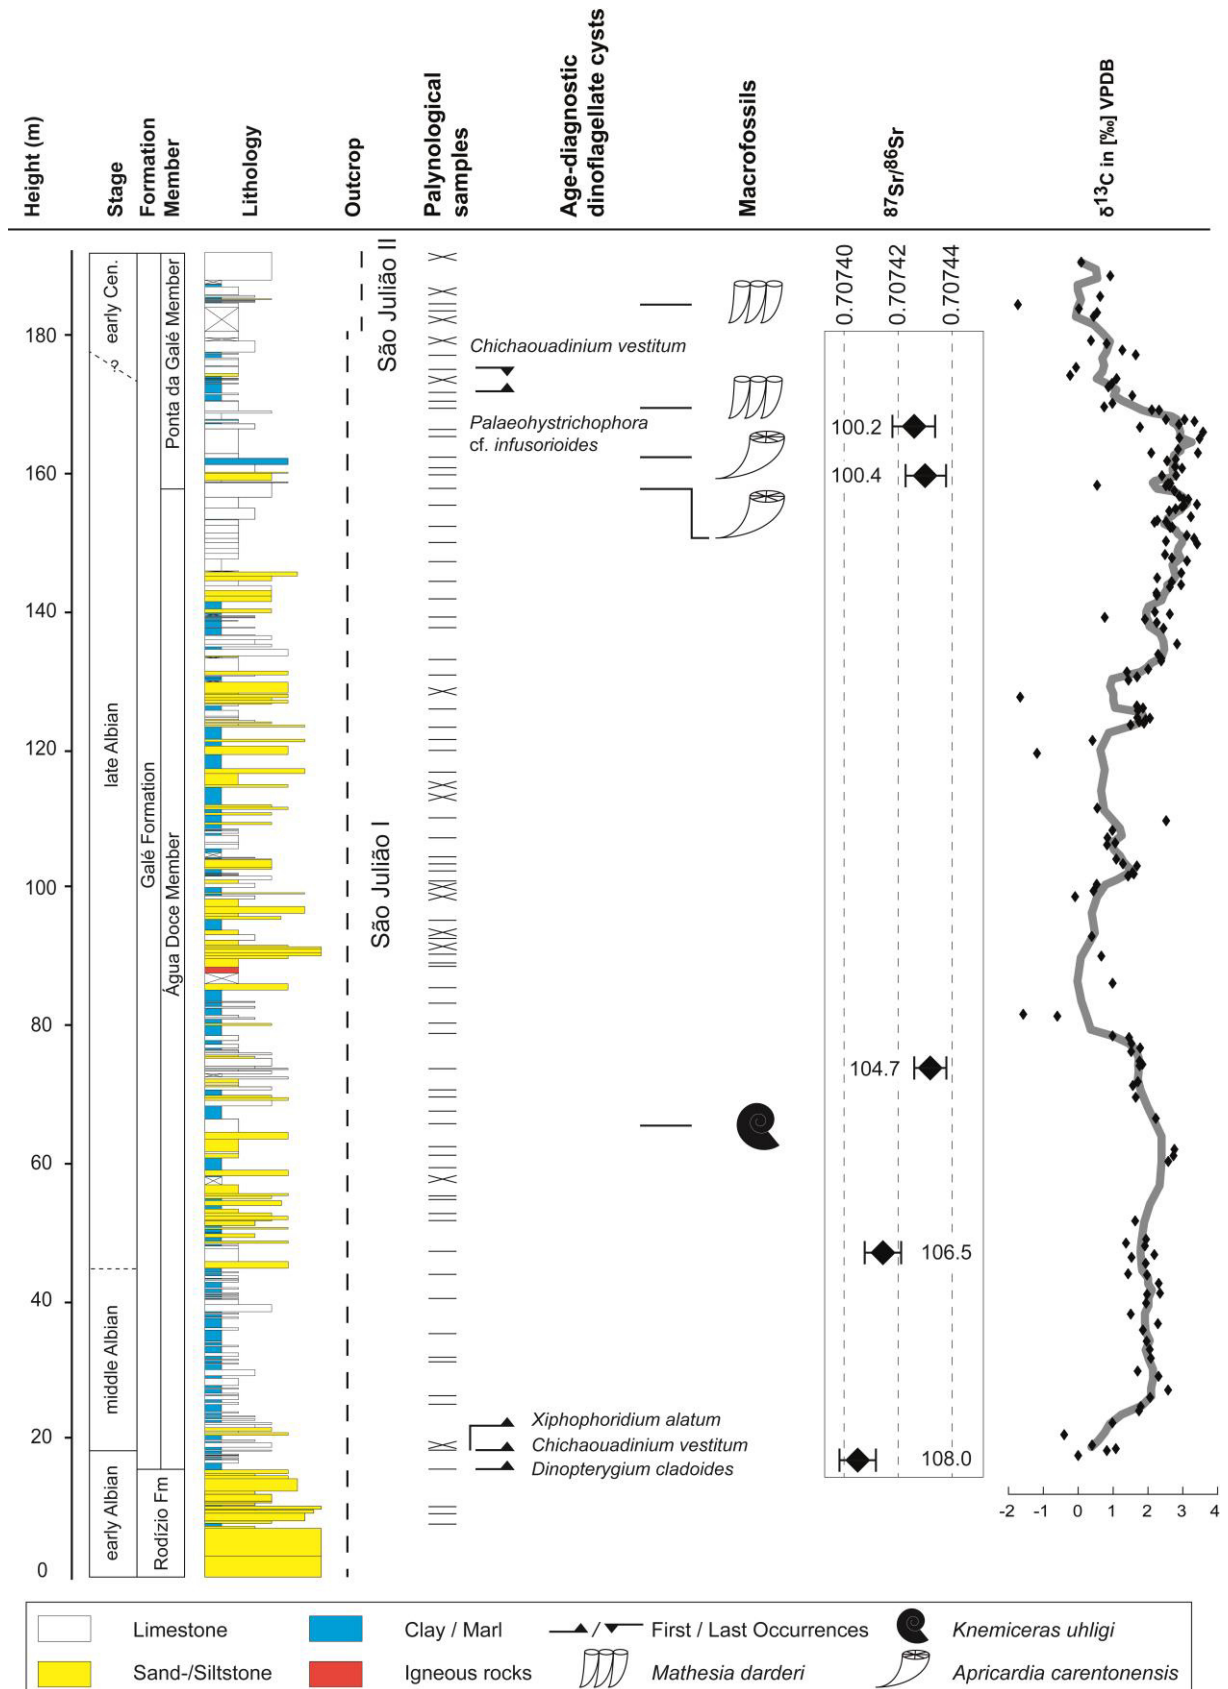 Height (m)
Stage
Formation
Member
Lithology
Outcrop
Palynological
samples
Age-diagnostic
dinoflagellate cysts
Macrofossils
87Sr/86Sr
δ13C in [‰] VPDB
0.70740
0.70742
0.70744
180
160
140
120
100
80
60
40
20
0
early Cen.
?
late Albian
middle Albian
early Albian
Galé Formation
Ponta da Galé Member
Água Doce Member
Rodízio Fm
São Julião II
São Julião I
Chichaouadinium vestitum
Palaeohystrichophora
cf. infusorioides
Xiphophoridium alatum
Chichaouadinium vestitum
Dinopterygium cladoides
100.2
100.4
104.7
106.5
108.0
-2 -1 0 1 2 3 4
Limestone
Clay / Marl
/
First / Last Occurrences
Knemiceras uhligi
Sand-/Siltstone
Igneous rocks
Mathesia darderi
Apricardia carentonensis